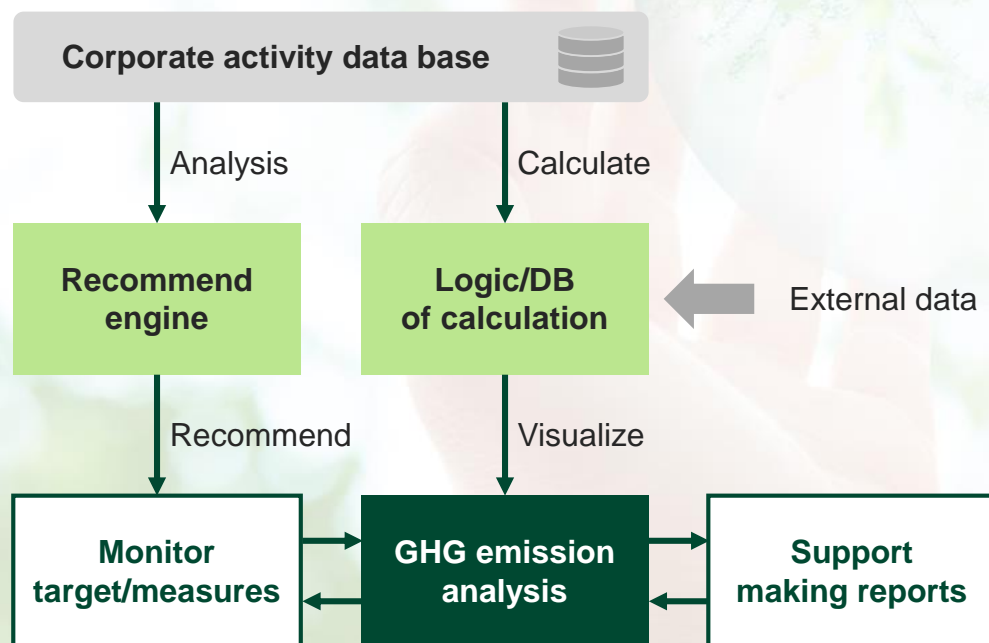 Corporate activity data base
Analysis
Calculate
Recommend
engine
Logic/DB
of calculation
External data
Recommend
Visualize
Monitor
target/measures
GHG emission
analysis
Support
making reports